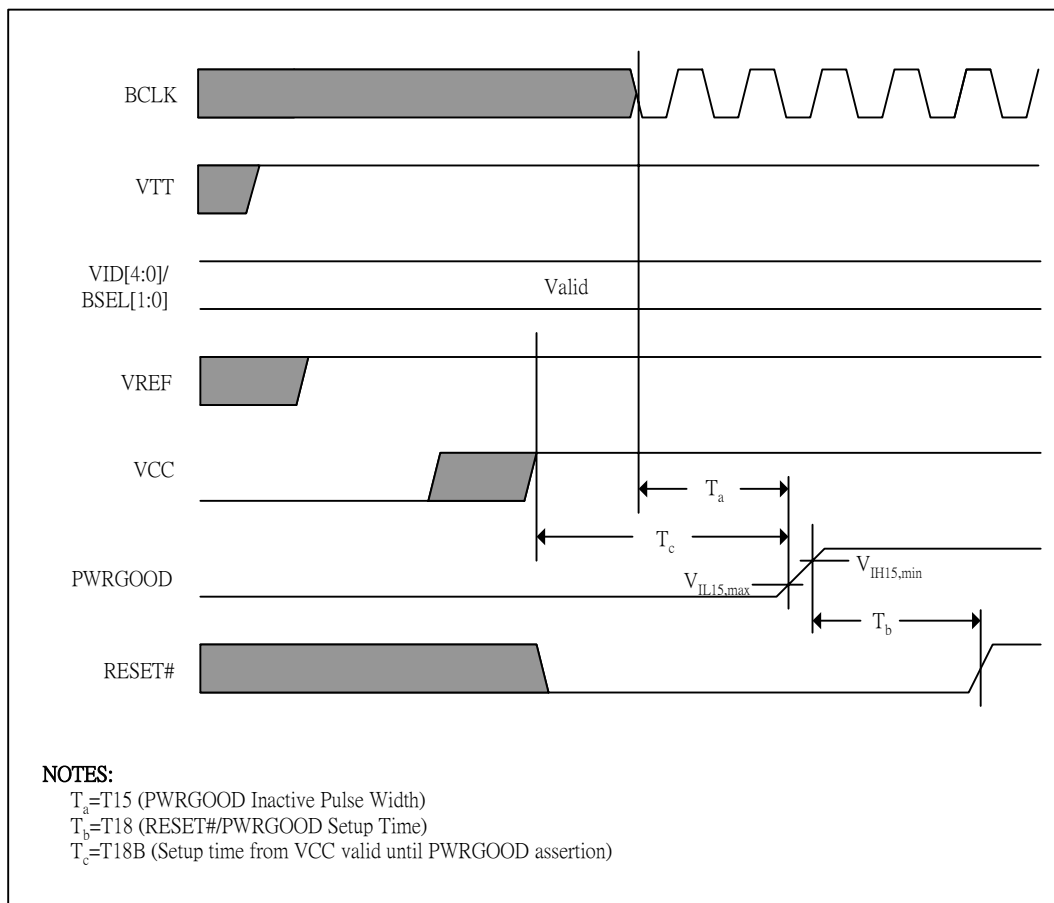 BCLK
VTT
VID[4:0]/
BSEL[1:0]
Valid
VREF
VCC
Ta
Tc
PWRGOOD
VIL15,max
VIH15,min
Tb
RESET#
NOTES:
Ta=T15 (PWRGOOD Inactive Pulse Width)
Tb=T18 (RESET#/PWRGOOD Setup Time)
Tc=T18B (Setup time from VCC valid until PWRGOOD assertion)